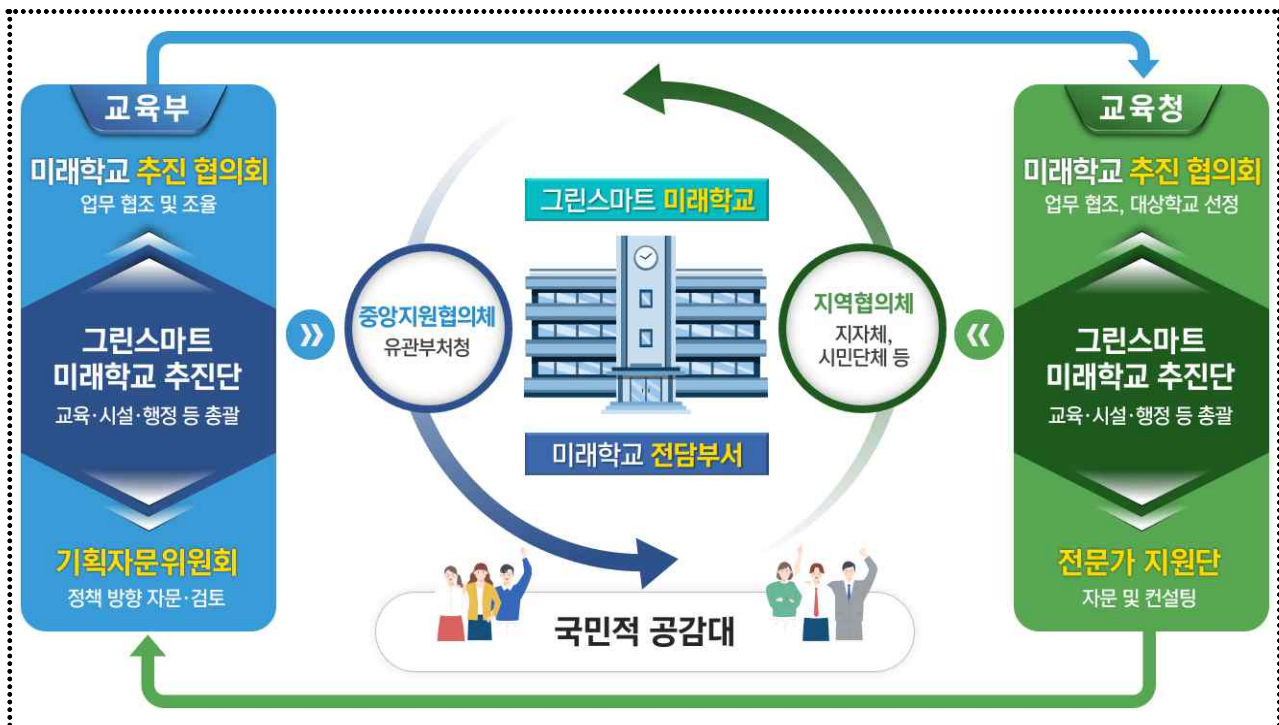 교육부
미래학교 추진 협의회
업무 협조 및 조율
그린스마트
미래학교 추진단
교육·시설·행정 등 총괄
기획자문위원회
정책 방향 자문·검토
중앙지원협의체
유관부처청
그린스마트 미래학교
미래학교 전담부서
지역협의체
지자체,
시민단체 등
국민적 공감대
교육청
미래학교 추진 협의회
업무 협조, 대상학교 선정
그린스마트
미래학교 추진단
교육·시설·행정 등 총괄
전문가 지원단
자문 및 컨설팅